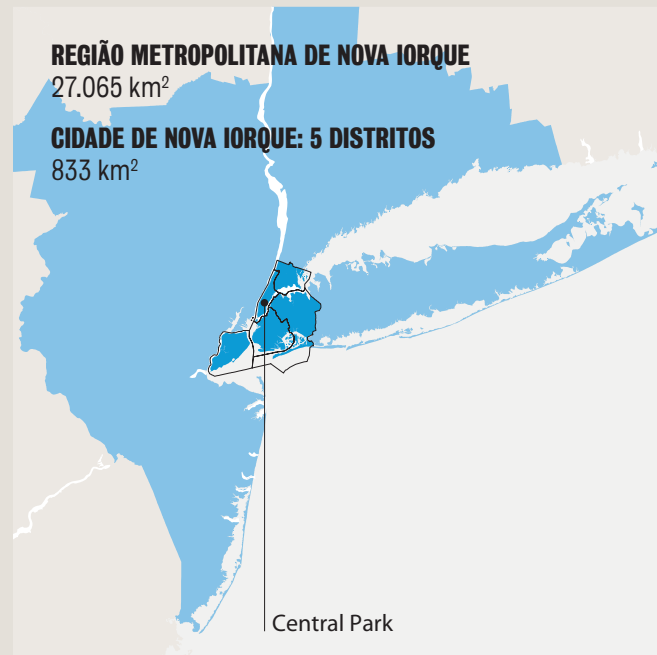 REGIÃO METROPOLITANA DE NOVA IORQUE
27.065 km²
CIDADE DE NOVA IORQUE: 5 DISTRITOS
833 km²
Central Park